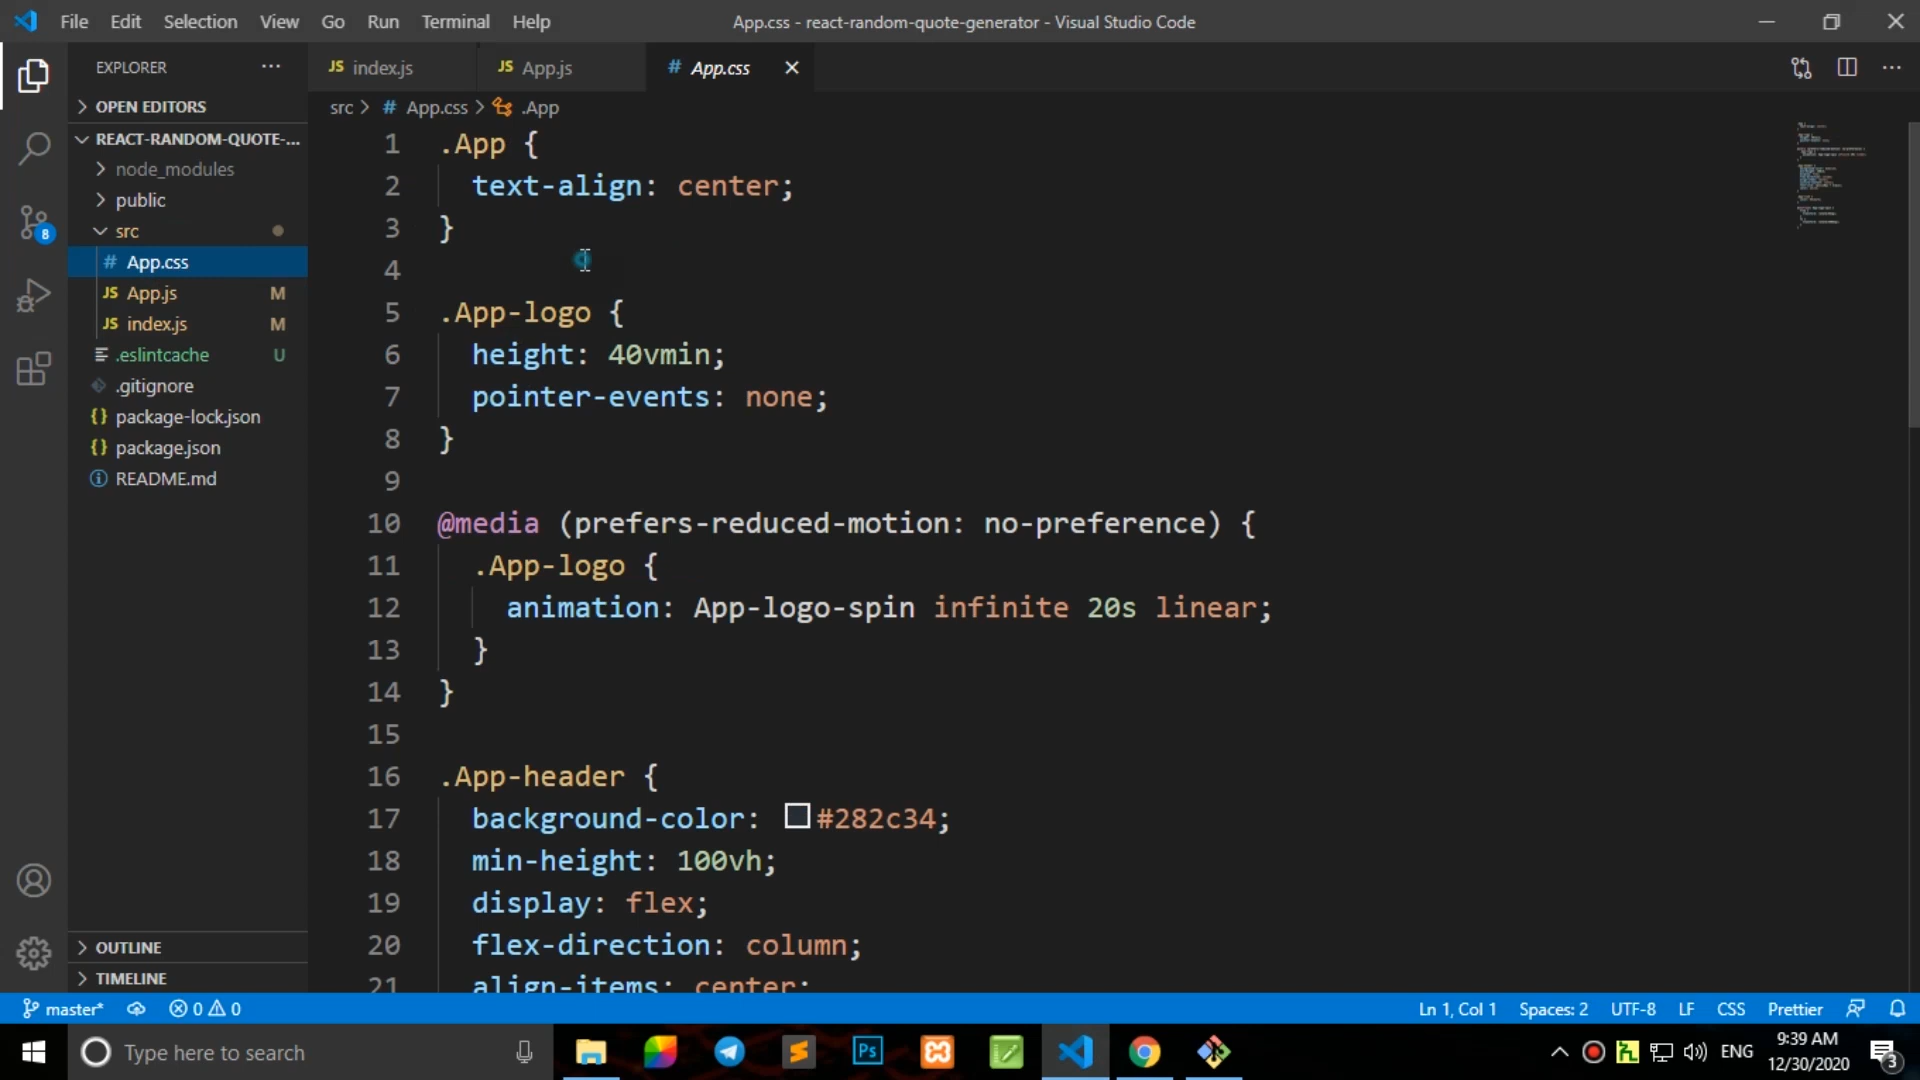 File Edit Selection View Go Run Terminal Help
App.css - react-random-quote-generator - Visual Studio Code
EXPLORER
OPEN EDITORS
REACT-RANDOM-QUOTE-...
node_modules
public
src
# App.css
JS App.js M
JS index.js M
.eslintcache U
.gitignore
{} package-lock.json
{} package.json
README.md
OUTLINE
TIMELINE
8
JS index.js
JS App.js
# App.css
src > # App.css > .App
1 .App {
2 text-align: center;
3 }
4
5 .App-logo {
6 height: 40vmin;
7 pointer-events: none;
8 }
9
10 @media (prefers-reduced-motion: no-preference) {
11 .App-logo {
12 animation: App-logo-spin infinite 20s linear;
13 }
14 }
15
16 .App-header {
17 background-color: #282c34;
18 min-height: 100vh;
19 display: flex;
20 flex-direction: column;
21 align-items: center;
master* 0 0
Ln 1, Col 1 Spaces: 2 UTF-8 LF CSS Prettier
Type here to search
Ps
ENG
9:39 AM
12/30/2020
3